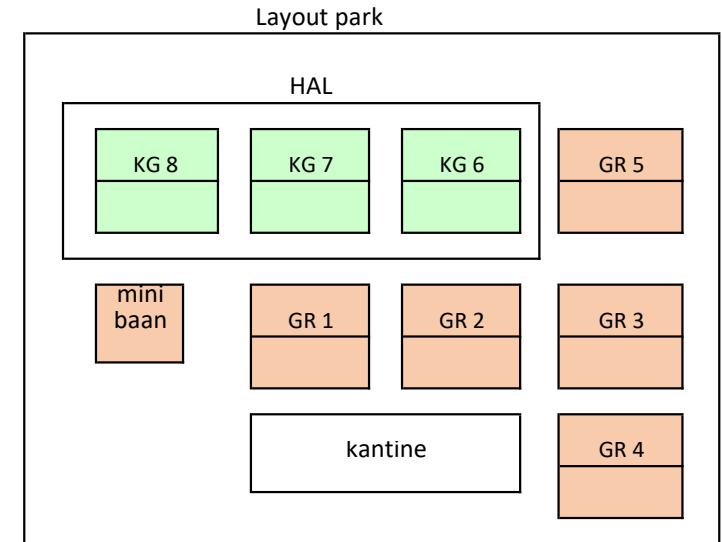 Layout park
HAL
KG 8
KG 7
KG 6
GR 5
mini
baan
GR 1
GR 2
GR 3
kantine
GR 4